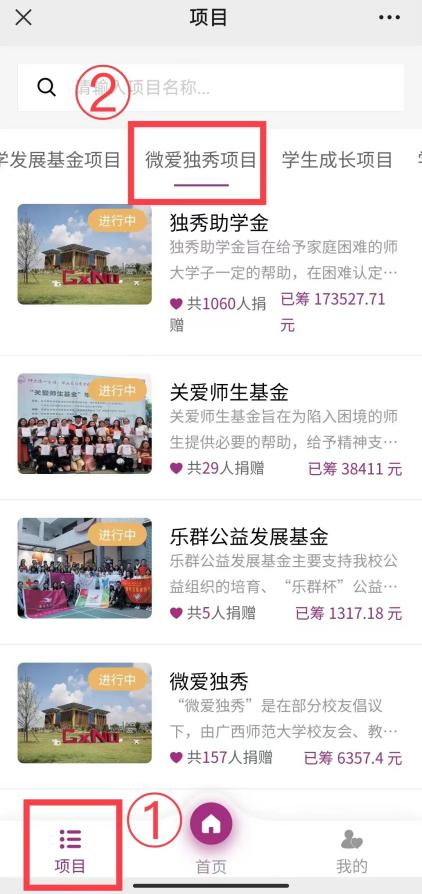 项目
②
请输入项目名称...
学发展基金项目
微爱独秀项目
学生成长项目
进行中
GxNu
独秀助学金
独秀助学金旨在给予家庭困难的师
大学子一定的帮助，在困难认定…
共1060人捐
赠
已筹 173527.71
元
进行中
“关爱师生基金”
关爱师生基金
关爱师生基金旨在为陷入困境的师
生提供必要的帮助，给予精神支…
共29人捐赠
已筹 38411 元
进行中
乐群公益发展基金
乐群公益发展基金主要支持我校公
益组织的培育、“乐群杯”公益…
共5人捐赠
已筹 1317.18 元
进行中
GxNu
微爱独秀
“微爱独秀”是在部分校友倡议
下，由广西师范大学校友会、教…
共157人捐赠
已筹 6357.4 元
①
项目
首页
我的